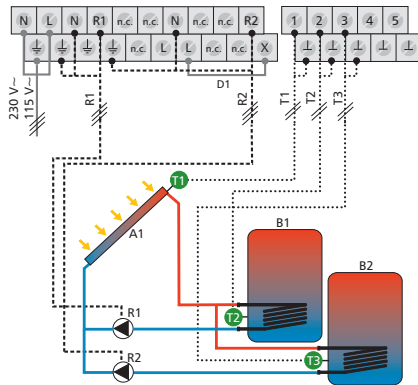 N L N R1 n.c. n.c. n.c. N n.c. n.c. R2 1 2 3 4 5
n.c. L L n.c. n.c. X
D1
230 V~
115 V~
R1
R2
T1
T2
T3
T1
A1
B1
B2
T2
R1
T3
R2